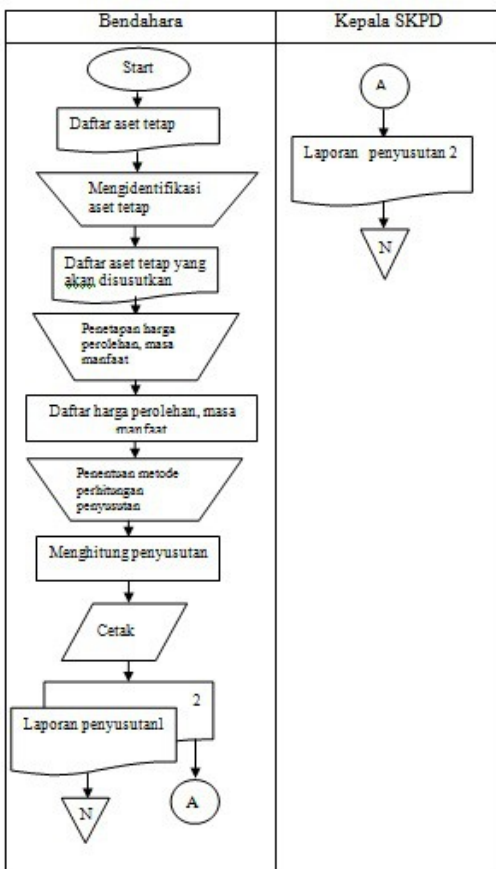 Bendahara
Kepala SKPD
Start
Daftar aset tetap
Mengidentifikasi
aset tetap
Daftar aset tetap yang
akan disusutkan
Penetapan harga
perolehan, masa
manfaat
Daftar harga perolehan, masa
manfaat
Penentuan metode
perhitungan
penyusutan
Menghitung penyusutan
Cetak
2
Laporan penyusutan1
N
A
A
Laporan penyusutan 2
N